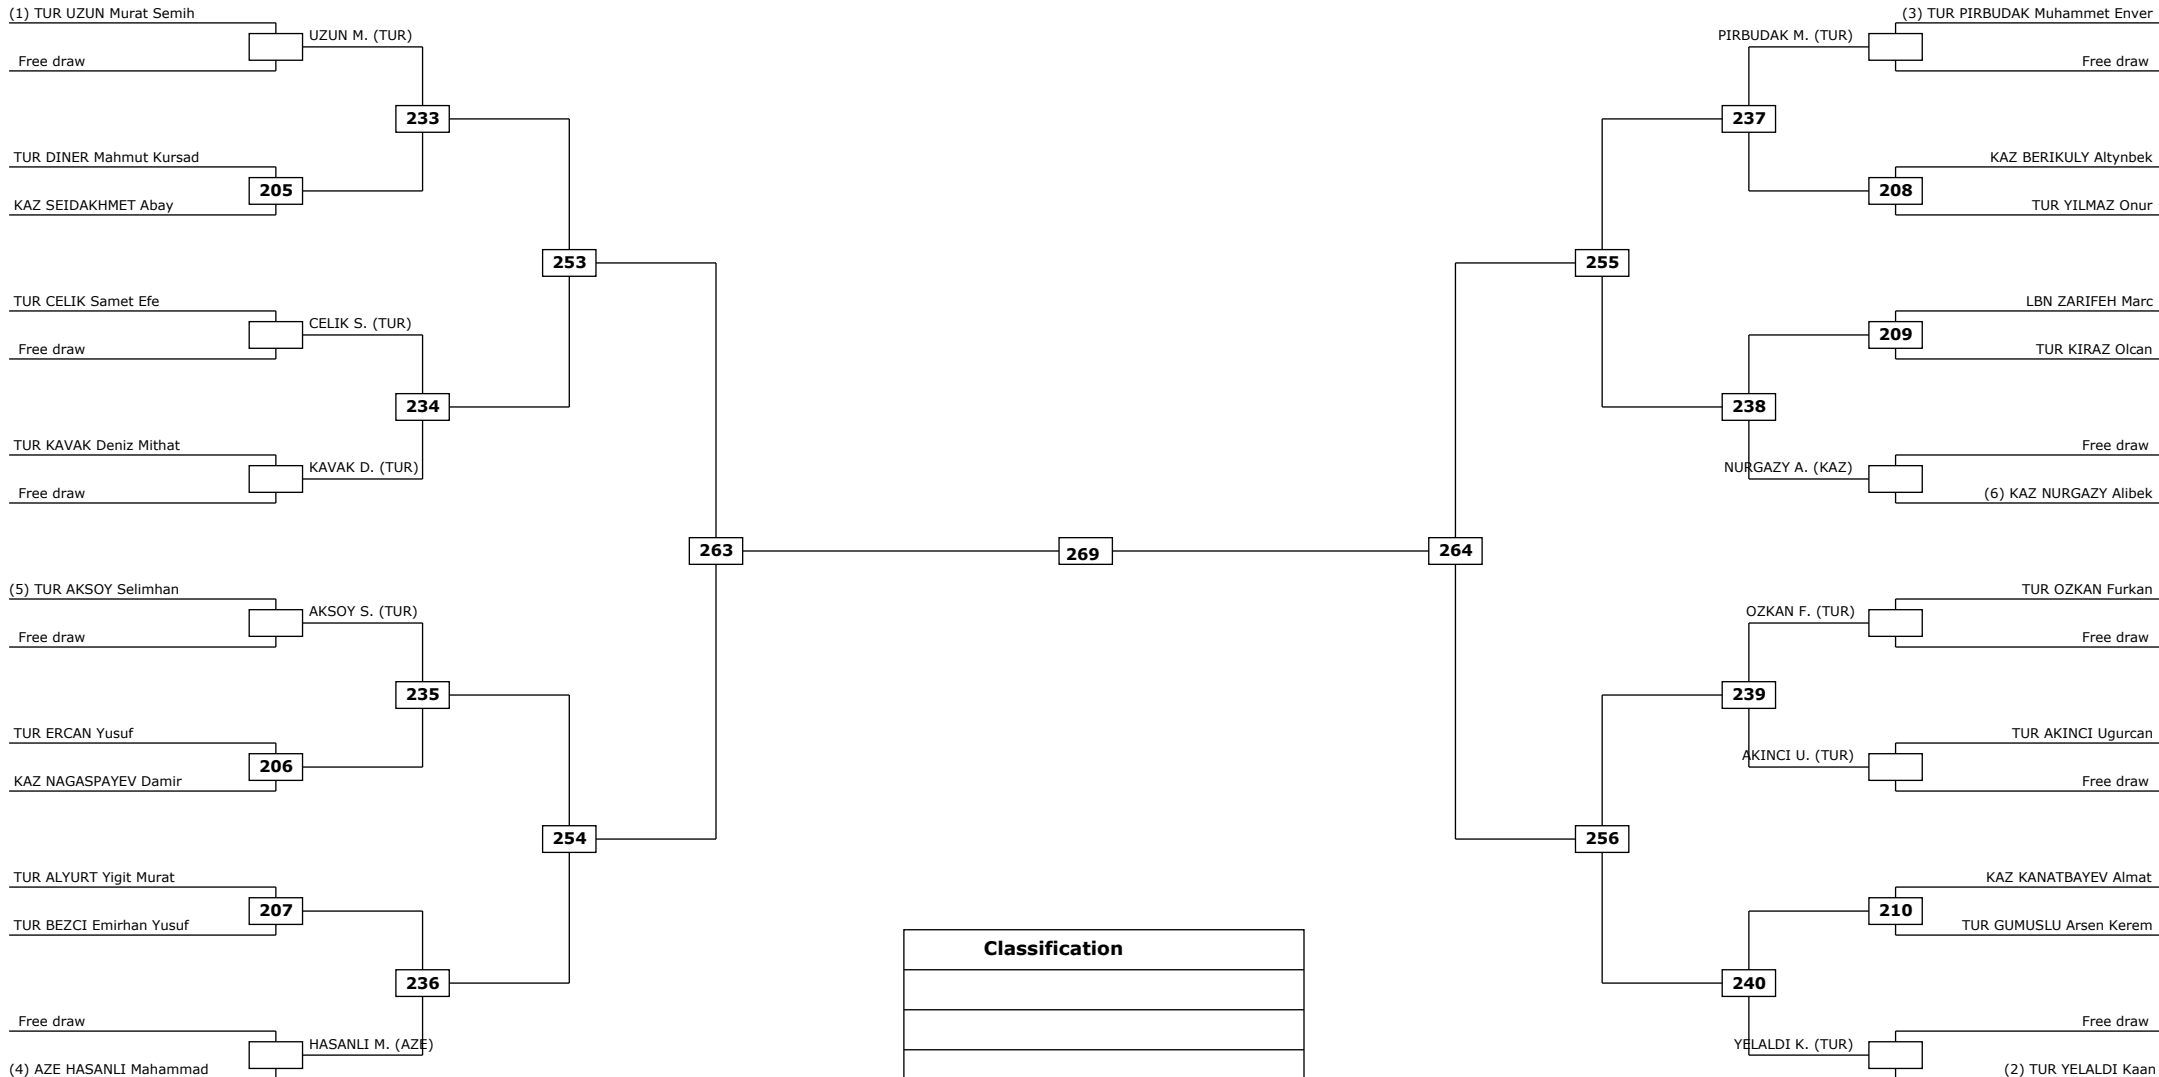 (1) TUR UZUN Murat Semih
UZUN M. (TUR)
Free draw
233
TUR DINER Mahmut Kursad
205
KAZ SEIDAKHMET Abay
253
TUR CELIK Samet Efe
CELIK S. (TUR)
Free draw
234
TUR KAVAK Deniz Mithat
KAVAK D. (TUR)
Free draw
263
(5) TUR AKSOY Selimhan
AKSOY S. (TUR)
Free draw
235
TUR ERCAN Yusuf
206
KAZ NAGASPAYEV Damir
254
TUR ALYURT Yigit Murat
207
TUR BEZCI Emirhan Yusuf
236
Free draw
HASANLI M. (AZE)
(4) AZE HASANLI Mahammad
269
Classification
(3) TUR PIRBUDAK Muhammet Enver
PIRBUDAK M. (TUR)
Free draw
237
KAZ BERIKULY Altynbek
208
TUR YILMAZ Onur
255
LBN ZARIFEH Marc
209
TUR KIRAZ Olcan
238
Free draw
NURGAZY A. (KAZ)
(6) KAZ NURGAZY Alibek
264
TUR OZKAN Furkan
OZKAN F. (TUR)
Free draw
239
TUR AKINCI Ugurcan
AKINCI U. (TUR)
Free draw
256
KAZ KANATBAYEV Almat
210
TUR GUMUSLU Arsen Kerem
240
Free draw
YELALDI K. (TUR)
(2) TUR YELALDI Kaan